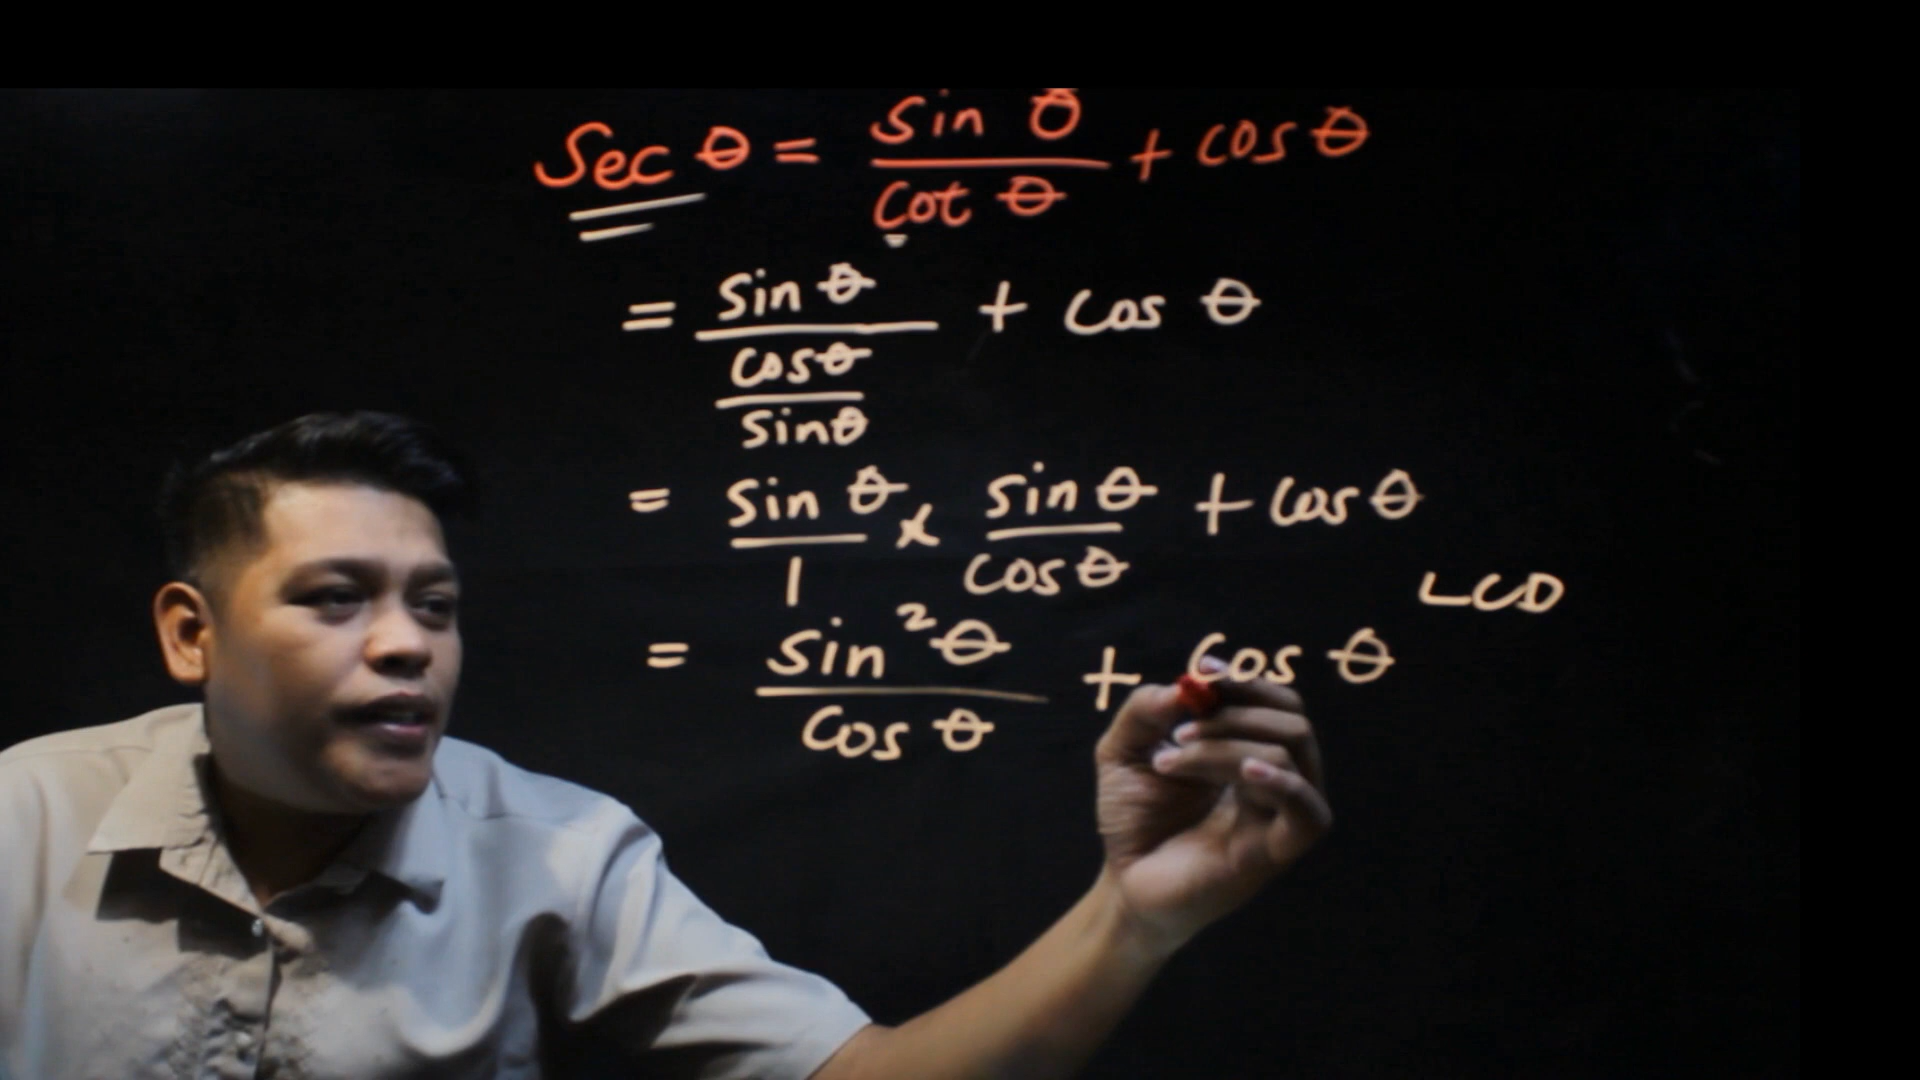 Sec θ = sin θ / cot θ + cos θ
= sin θ / (cos θ / sin θ) + cos θ
= sin θ / 1 × sin θ / cos θ + cos θ
LCD
= sin²θ / cos θ + cos θ